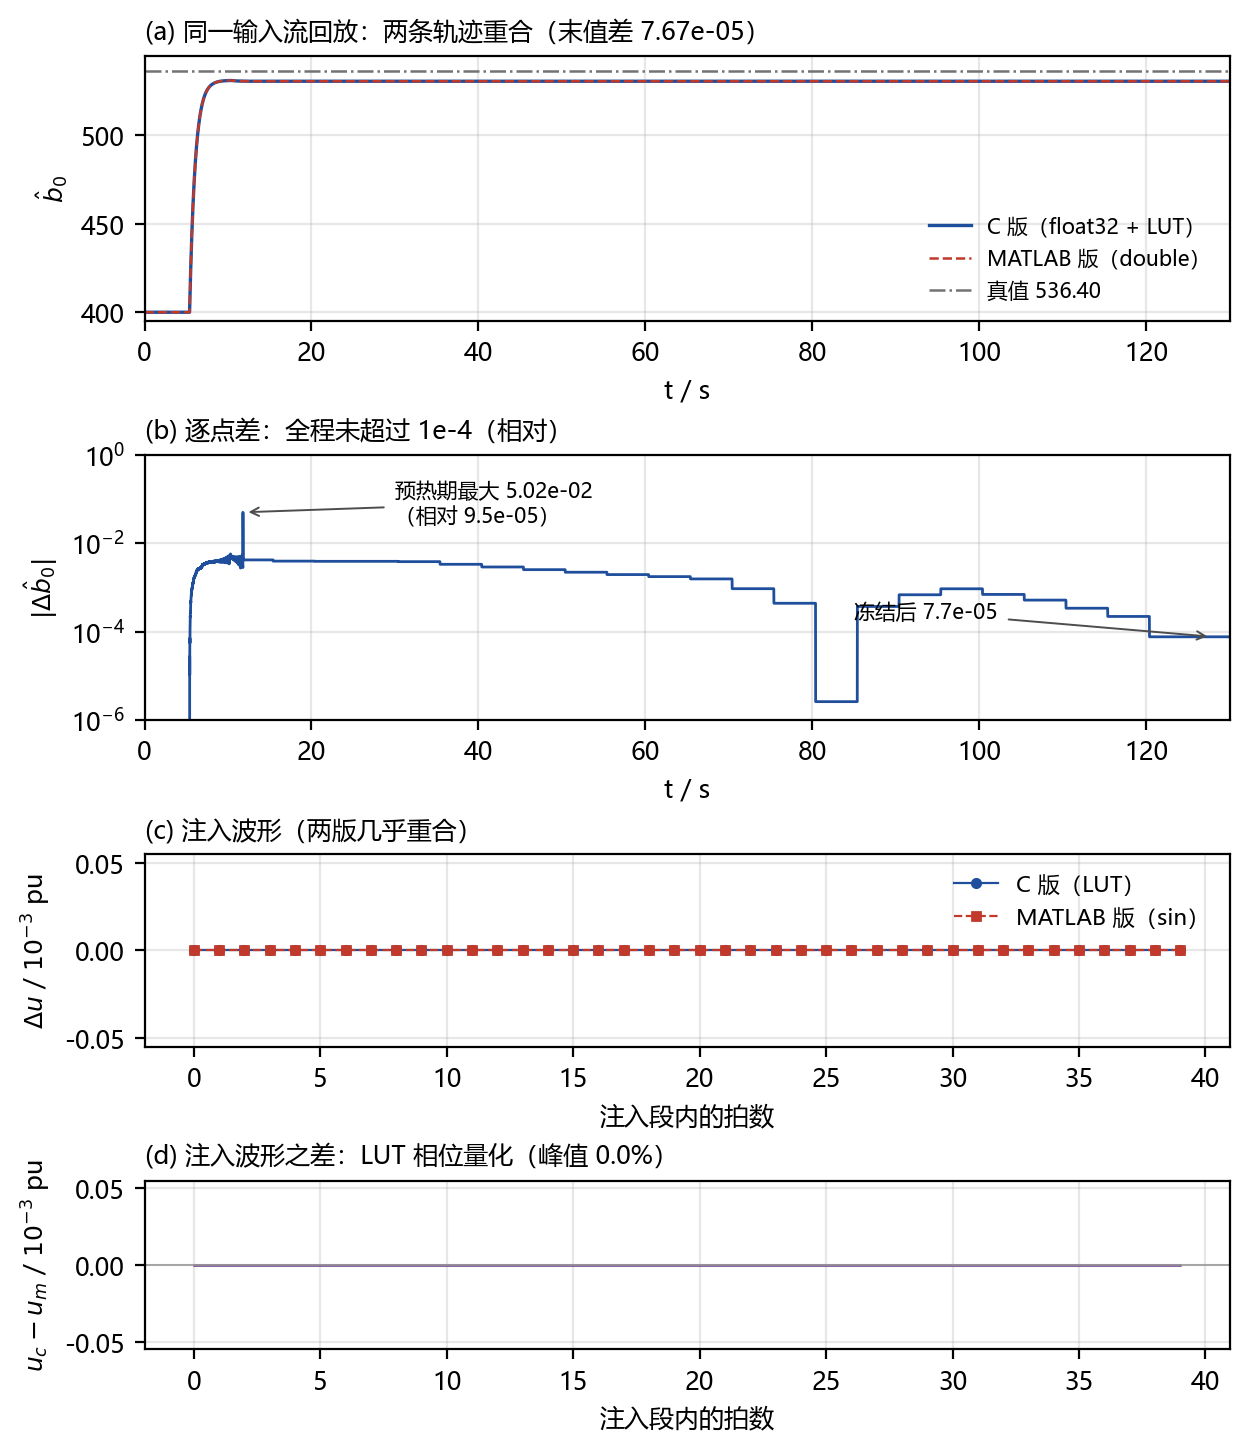 (a) 同一输入流回放：两条轨迹重合（末值差 7.67e-05）
500
450
400
b̂₀
C 版（float32 + LUT）
MATLAB 版（double）
真值 536.40
0 20 40 60 80 100 120
t / s
(b) 逐点差：全程未超过 1e-4（相对）
10⁰
10⁻²
10⁻⁴
10⁻⁶
|Δb̂₀|
预热期最大 5.02e-02
（相对 9.5e-05）
冻结后 7.7e-05
0 20 40 60 80 100 120
t / s
(c) 注入波形（两版几乎重合）
0.05
0.00
-0.05
Δu / 10⁻³ pu
C 版（LUT）
MATLAB 版（sin）
0 5 10 15 20 25 30 35 40
注入段内的拍数
(d) 注入波形之差：LUT 相位量化（峰值 0.0%）
0.05
0.00
-0.05
u_c − u_m / 10⁻³ pu
0 5 10 15 20 25 30 35 40
注入段内的拍数